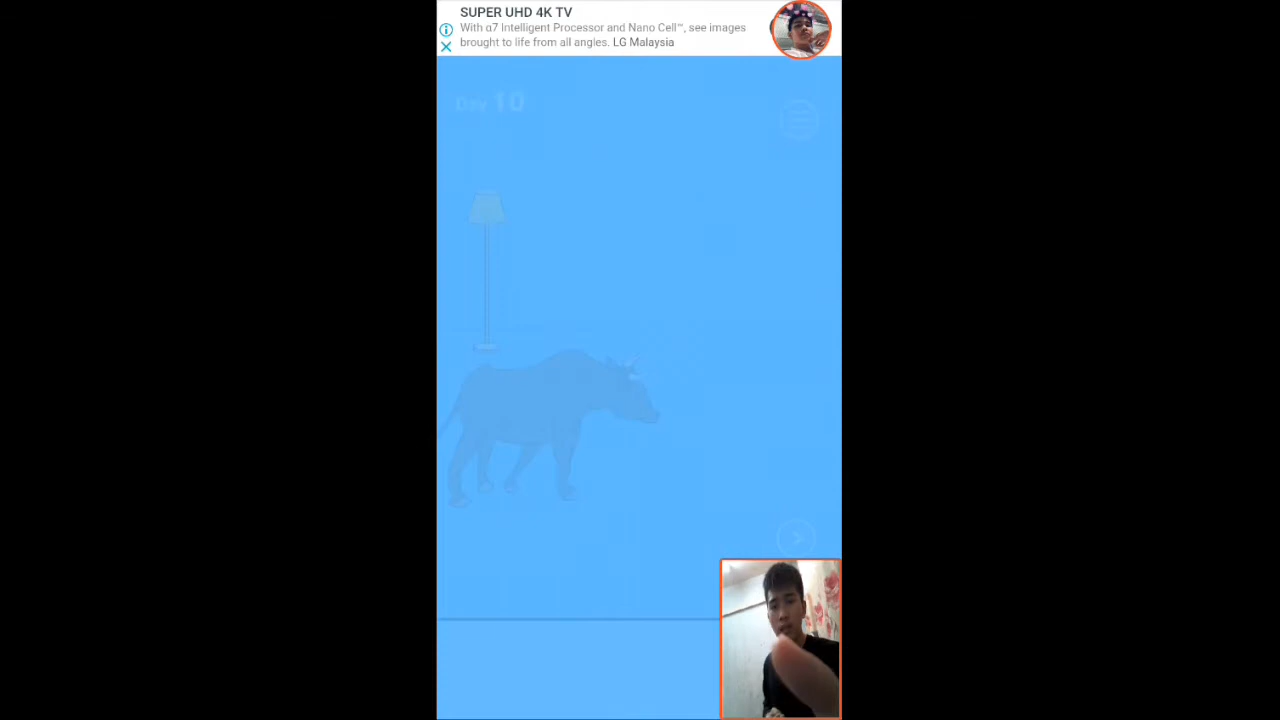 SUPER UHD 4K TV
With α7 Intelligent Processor and Nano Cell™, see images
brought to life from all angles. LG Malaysia
Day 10